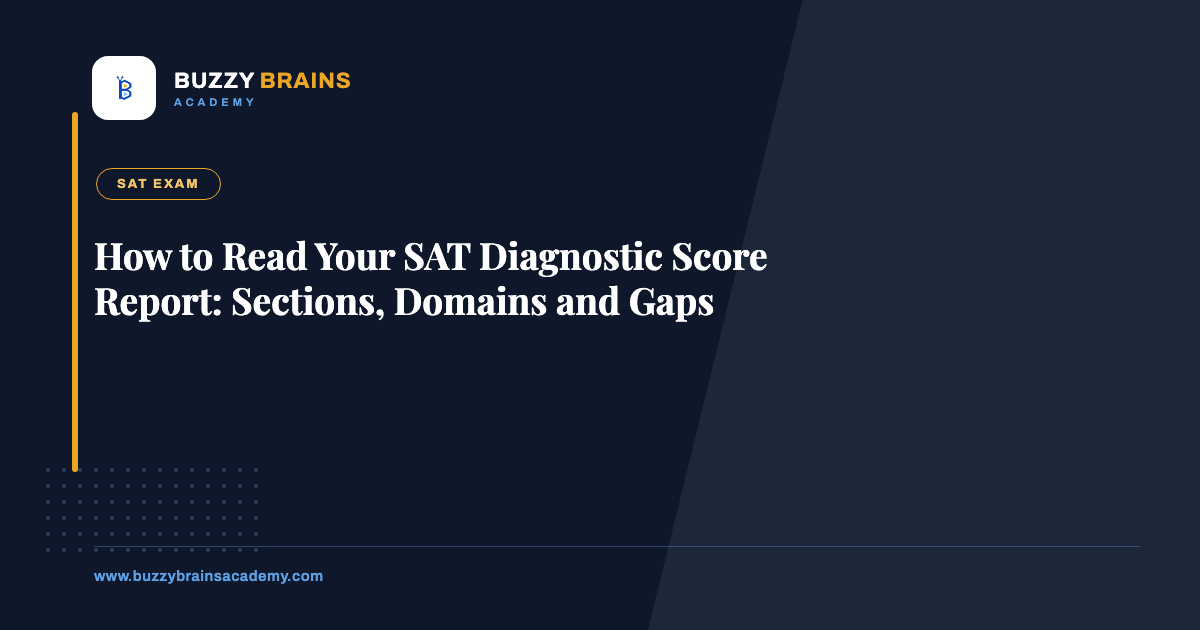 BUZZY BRAINS
ACADEMY
SAT EXAM
How to Read Your SAT Diagnostic Score
Report: Sections, Domains and Gaps
www.buzzybrainsacademy.com